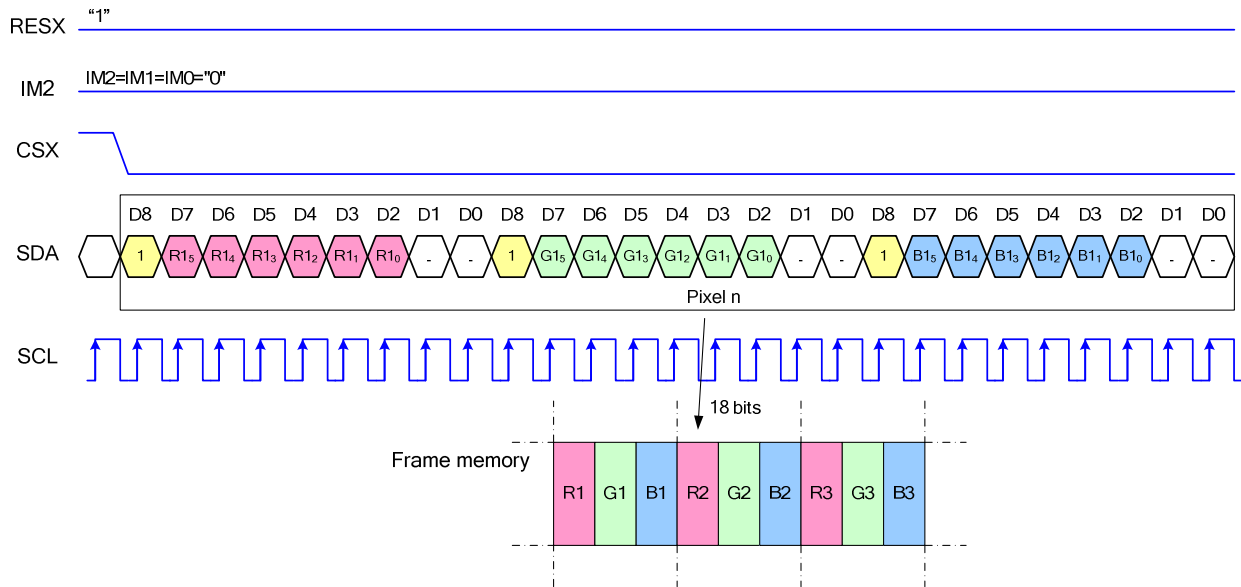 RESX "1"
IM2 IM2=IM1=IM0="0"
CSX
D8 D7 D6 D5 D4 D3 D2 D1 D0 D8 D7 D6 D5 D4 D3 D2 D1 D0 D8 D7 D6 D5 D4 D3 D2 D1 D0
SDA 1 R15 R14 R13 R12 R11 R10 - - 1 G15 G14 G13 G12 G11 G10 - - 1 B15 B14 B13 B12 B11 B10 - -
Pixel n
SCL
18 bits
Frame memory
R1 G1 B1 R2 G2 B2 R3 G3 B3